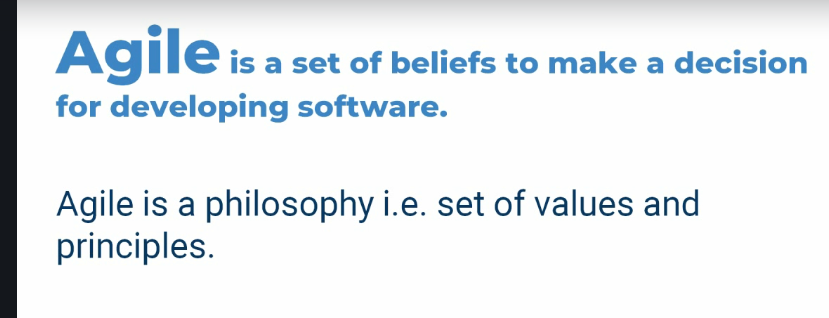 Agile is a set of beliefs to make a decision
for developing software.
Agile is a philosophy i.e. set of values and
principles.